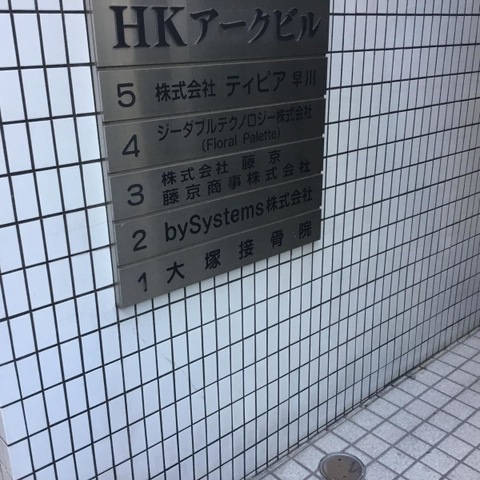 HKアークビル
5 株式会社 ティビア早川
4 ジーダブルテクノロジー株式会社
(Floral Palette)
3 株式会社 藤京
藤京商事株式会社
2 bySystems株式会社
1 大塚接骨院